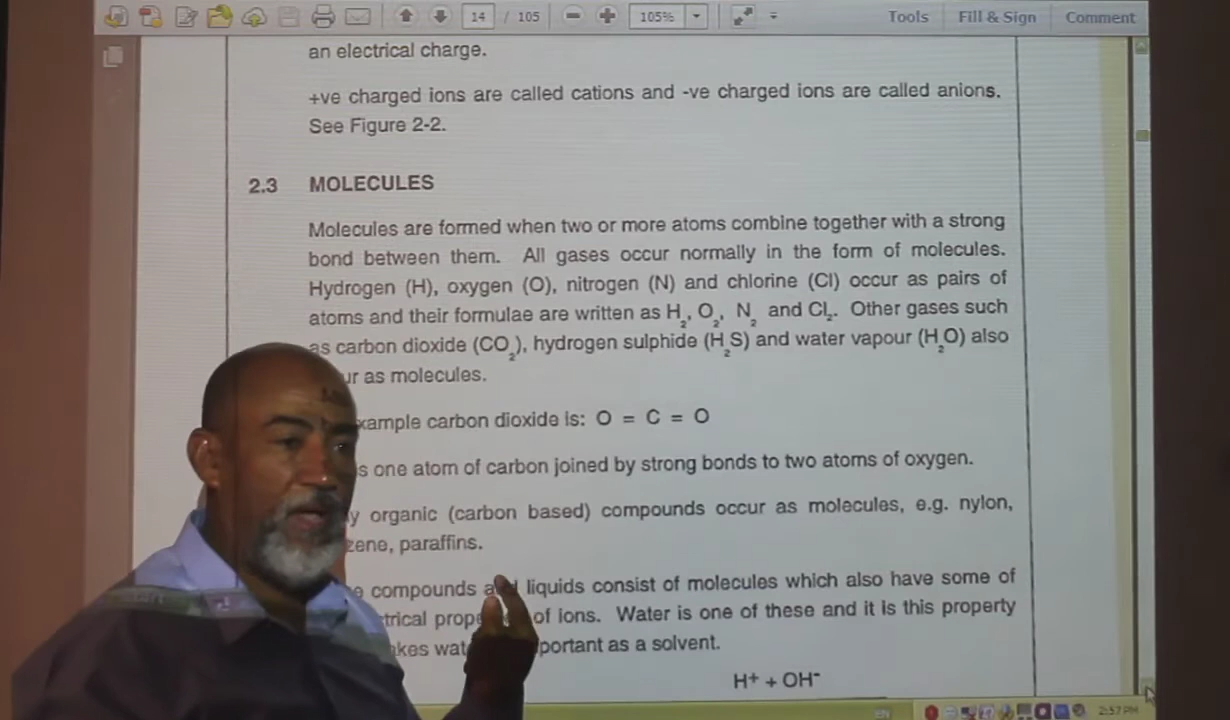 14 / 105 105% Tools Fill & Sign Comment
an electrical charge.
+ve charged ions are called cations and -ve charged ions are called anions.
See Figure 2-2.
2.3 MOLECULES
Molecules are formed when two or more atoms combine together with a strong
bond between them. All gases occur normally in the form of molecules.
Hydrogen (H), oxygen (O), nitrogen (N) and chlorine (Cl) occur as pairs of
atoms and their formulae are written as H₂, O₂, N₂ and Cl₂. Other gases such
as carbon dioxide (CO₂), hydrogen sulphide (H₂S) and water vapour (H₂O) also
ur as molecules.
xample carbon dioxide is: O = C = O
s one atom of carbon joined by strong bonds to two atoms of oxygen.
y organic (carbon based) compounds occur as molecules, e.g. nylon,
zene, paraffins.
e compounds and liquids consist of molecules which also have some of
trical prop of ions. Water is one of these and it is this property
akes wat portant as a solvent.
H⁺ + OH⁻
EN 2:57 PM